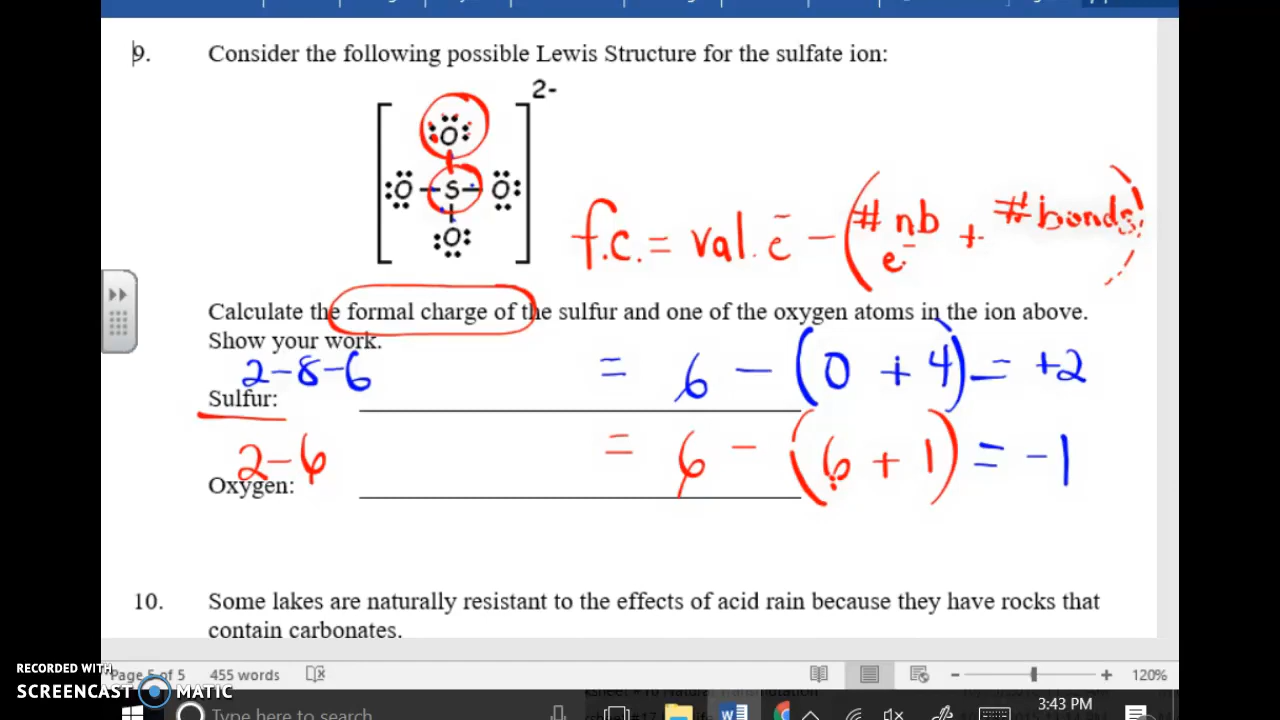 9. Consider the following possible Lewis Structure for the sulfate ion:
2-
:O:
:O S O:
:O:
f.c. = val. e⁻ – (# nb e⁻ + # bonds)
Calculate the formal charge of the sulfur and one of the oxygen atoms in the ion above.
Show your work.
2-8-6 = 6 – (0 + 4) = +2
Sulfur:
2-6 = 6 – (6 + 1) = -1
Oxygen:
10. Some lakes are naturally resistant to the effects of acid rain because they have rocks that
contain carbonates.
RECORDED WITH
SCREENCAST MATIC
Page 5 of 5 455 words 120%
Type here to search
3:43 PM